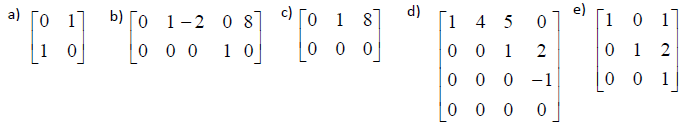 a) [0 1] b) [0 1 -2 0 8] c) [0 1 8] d) [1 4 5 0] e) [1 0 1]
[1 0] [0 0 0 1 0] [0 0 0] [0 0 1 2] [0 1 2]
[0 0 0 -1] [0 0 1]
[0 0 0 0]